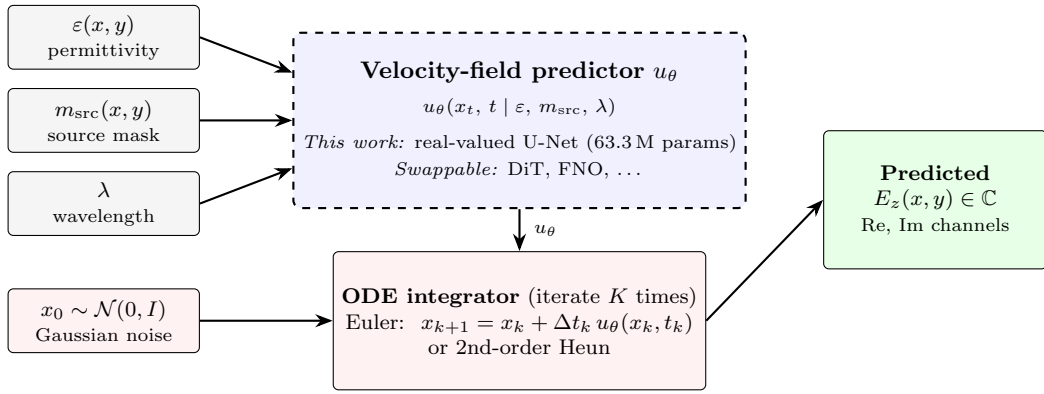 ε(x, y)
permittivity
m_src(x, y)
source mask
λ
wavelength
x_0 ∼ 𝒩(0, I)
Gaussian noise
Velocity-field predictor u_θ
u_θ(x_t, t | ε, m_src, λ)
This work: real-valued U-Net (63.3 M params)
Swappable: DiT, FNO, …
u_θ
ODE integrator (iterate K times)
Euler: x_{k+1} = x_k + Δt_k u_θ(x_k, t_k)
or 2nd-order Heun
Predicted
E_z(x, y) ∈ ℂ
Re, Im channels